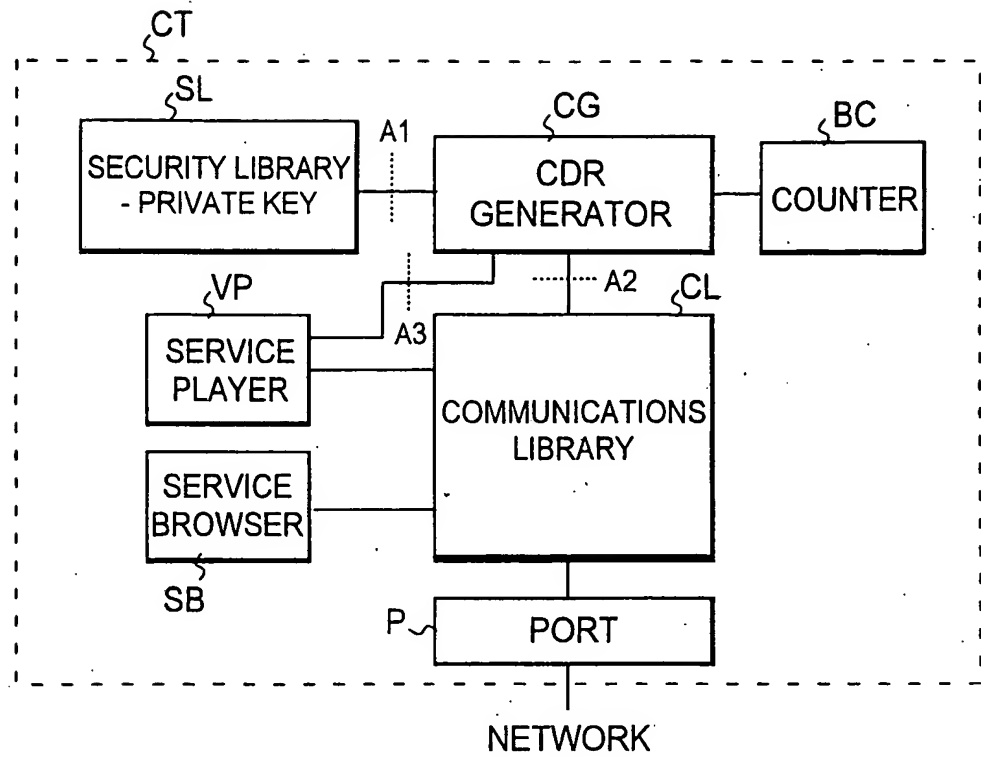 CT
SL
SECURITY LIBRARY
- PRIVATE KEY
A1
CG
CDR
GENERATOR
BC
COUNTER
VP
SERVICE
PLAYER
A3
A2
CL
COMMUNICATIONS
LIBRARY
SERVICE
BROWSER
SB
P
PORT
NETWORK